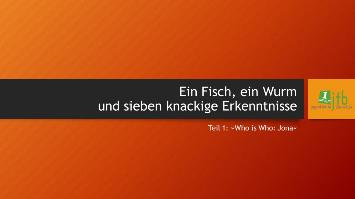 Ein Fisch, ein Wurm
und sieben knackige Erkenntnisse
jtb
Teil 1: ~Who is Who: Jona~